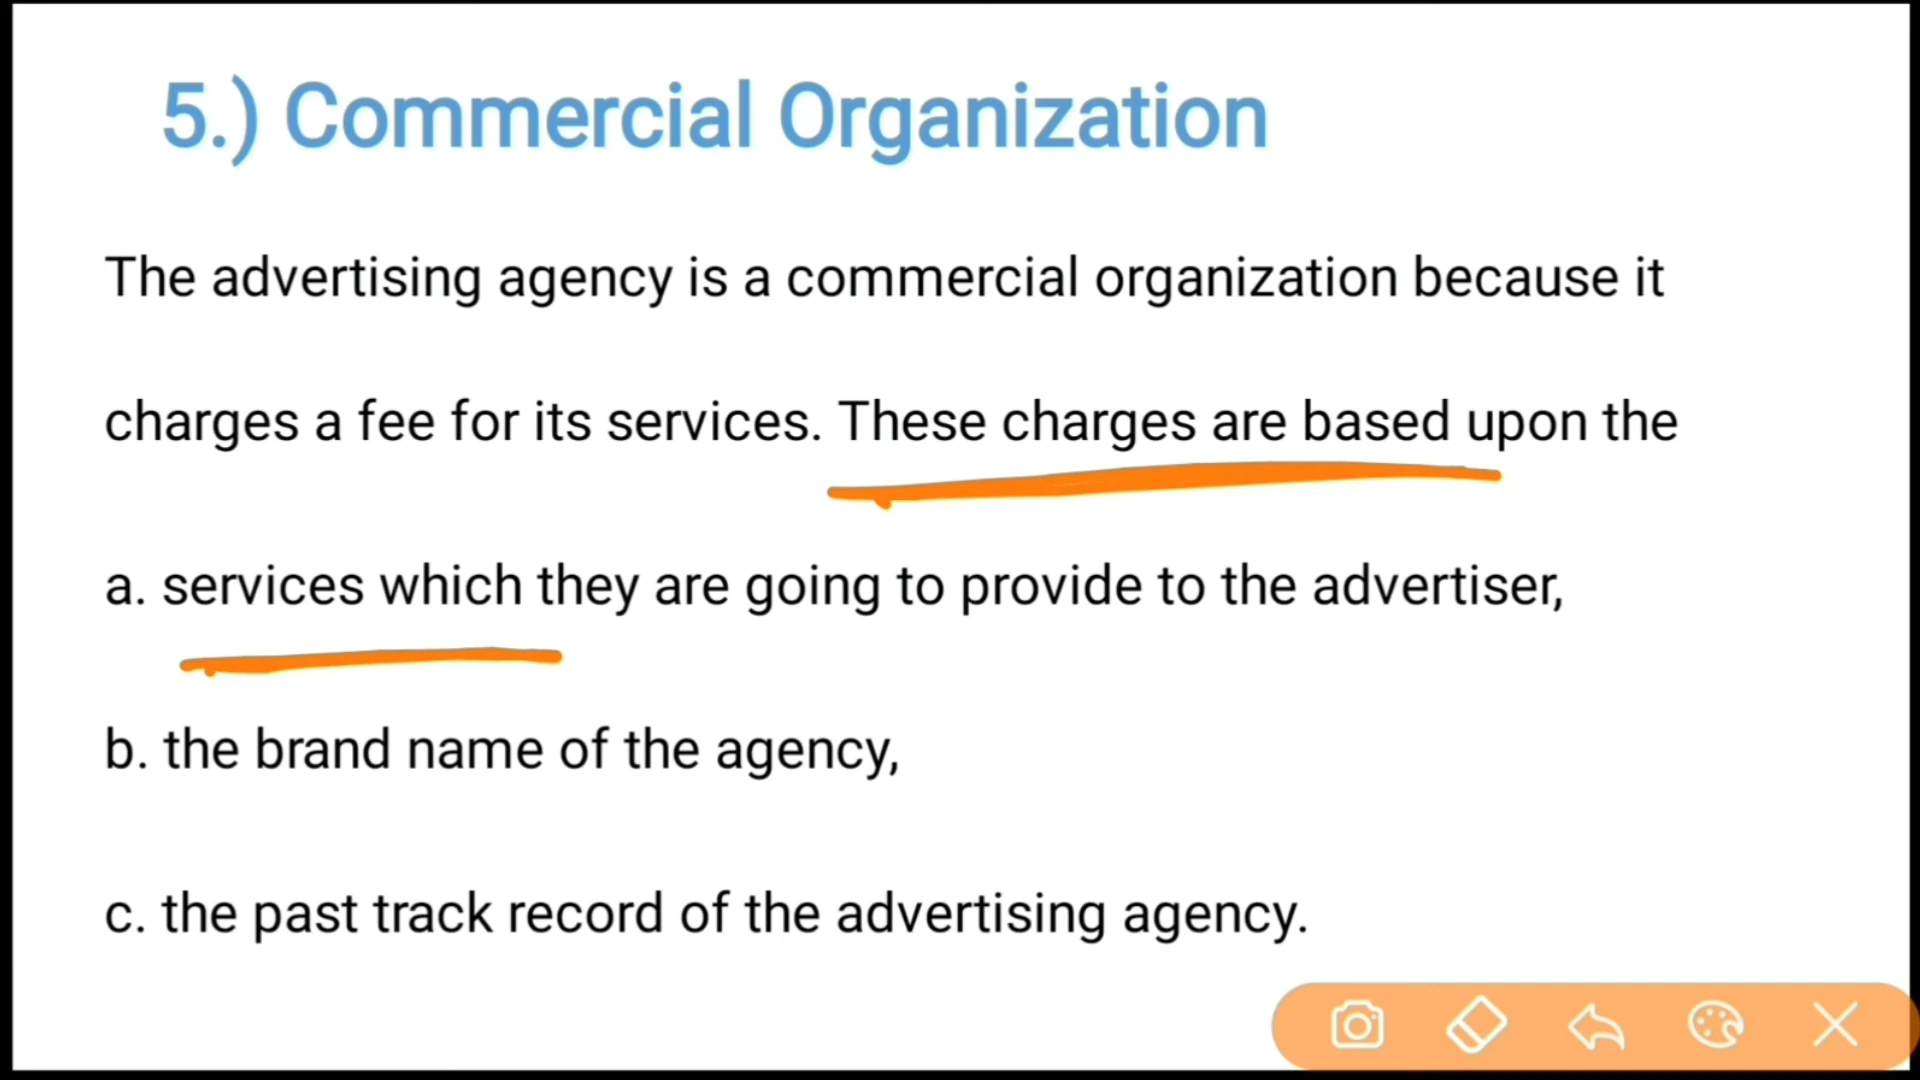 5.) Commercial Organization
The advertising agency is a commercial organization because it
charges a fee for its services. These charges are based upon the
a. services which they are going to provide to the advertiser,
b. the brand name of the agency,
c. the past track record of the advertising agency.